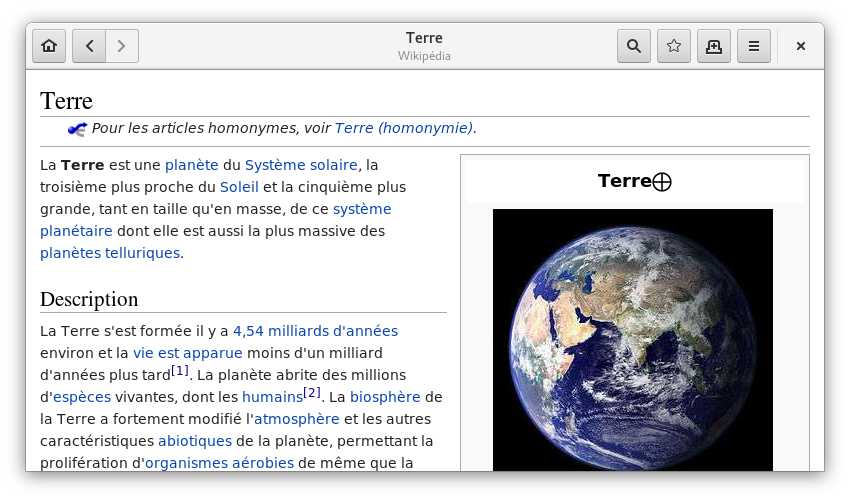 Terre
Wikipédia
Terre
Pour les articles homonymes, voir Terre (homonymie).
La Terre est une planète du Système solaire, la
troisième plus proche du Soleil et la cinquième plus
grande, tant en taille qu'en masse, de ce système
planétaire dont elle est aussi la plus massive des
planètes telluriques.
Description
La Terre s'est formée il y a 4,54 milliards d'années
environ et la vie est apparue moins d'un milliard
d'années plus tard[1]. La planète abrite des millions
d'espèces vivantes, dont les humains[2]. La biosphère de
la Terre a fortement modifié l'atmosphère et les autres
caractéristiques abiotiques de la planète, permettant la
prolifération d'organismes aérobies de même que la
Terre⨁